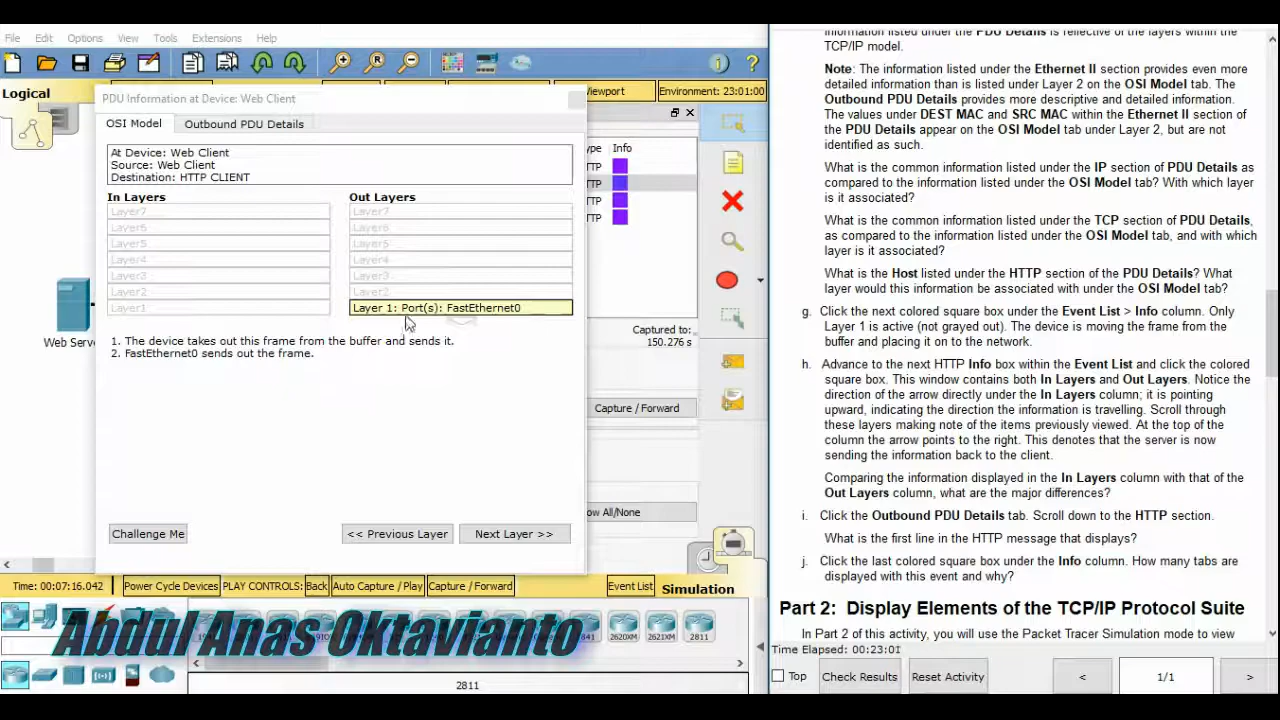 File Edit Options View Tools Extensions Help
Logical
Viewport
Environment: 23:01:00
PDU Information at Device: Web Client
OSI Model
Outbound PDU Details
At Device: Web Client
Source: Web Client
Destination: HTTP CLIENT
In Layers
Layer7
Layer6
Layer5
Layer4
Layer3
Layer2
Layer1
Out Layers
Layer7
Layer6
Layer5
Layer4
Layer3
Layer2
Layer 1: Port(s): FastEthernet0
1. The device takes out this frame from the buffer and sends it.
2. FastEthernet0 sends out the frame.
Challenge Me
<< Previous Layer
Next Layer >>
Info
Captured to:
150.276 s
Capture / Forward
Time: 00:07:16.042
Power Cycle Devices
PLAY CONTROLS:
Back
Auto Capture / Play
Capture / Forward
Event List
Simulation
2620XM
2621XM
2811
Abdul Anas Oktavianto
2811
information listed under the PDU Details is reflective of the layers within the
TCP/IP model.
Note: The information listed under the Ethernet II section provides even more
detailed information than is listed under Layer 2 on the OSI Model tab. The
Outbound PDU Details provides more descriptive and detailed information.
The values under DEST MAC and SRC MAC within the Ethernet II section of
the PDU Details appear on the OSI Model tab under Layer 2, but are not
identified as such.
What is the common information listed under the IP section of PDU Details as
compared to the information listed under the OSI Model tab? With which layer
is it associated?
What is the common information listed under the TCP section of PDU Details,
as compared to the information listed under the OSI Model tab, and with which
layer is it associated?
What is the Host listed under the HTTP section of the PDU Details? What
layer would this information be associated with under the OSI Model tab?
g. Click the next colored square box under the Event List > Info column. Only
Layer 1 is active (not grayed out). The device is moving the frame from the
buffer and placing it on to the network.
h. Advance to the next HTTP Info box within the Event List and click the colored
square box. This window contains both In Layers and Out Layers. Notice the
direction of the arrow directly under the In Layers column; it is pointing
upward, indicating the direction the information is travelling. Scroll through
these layers making note of the items previously viewed. At the top of the
column the arrow points to the right. This denotes that the server is now
sending the information back to the client.
Comparing the information displayed in the In Layers column with that of the
Out Layers column, what are the major differences?
i. Click the Outbound PDU Details tab. Scroll down to the HTTP section.
What is the first line in the HTTP message that displays?
j. Click the last colored square box under the Info column. How many tabs are
displayed with this event and why?
Part 2: Display Elements of the TCP/IP Protocol Suite
In Part 2 of this activity, you will use the Packet Tracer Simulation mode to view
Time Elapsed: 00:23:01
Top
Check Results
Reset Activity
<
1/1
>